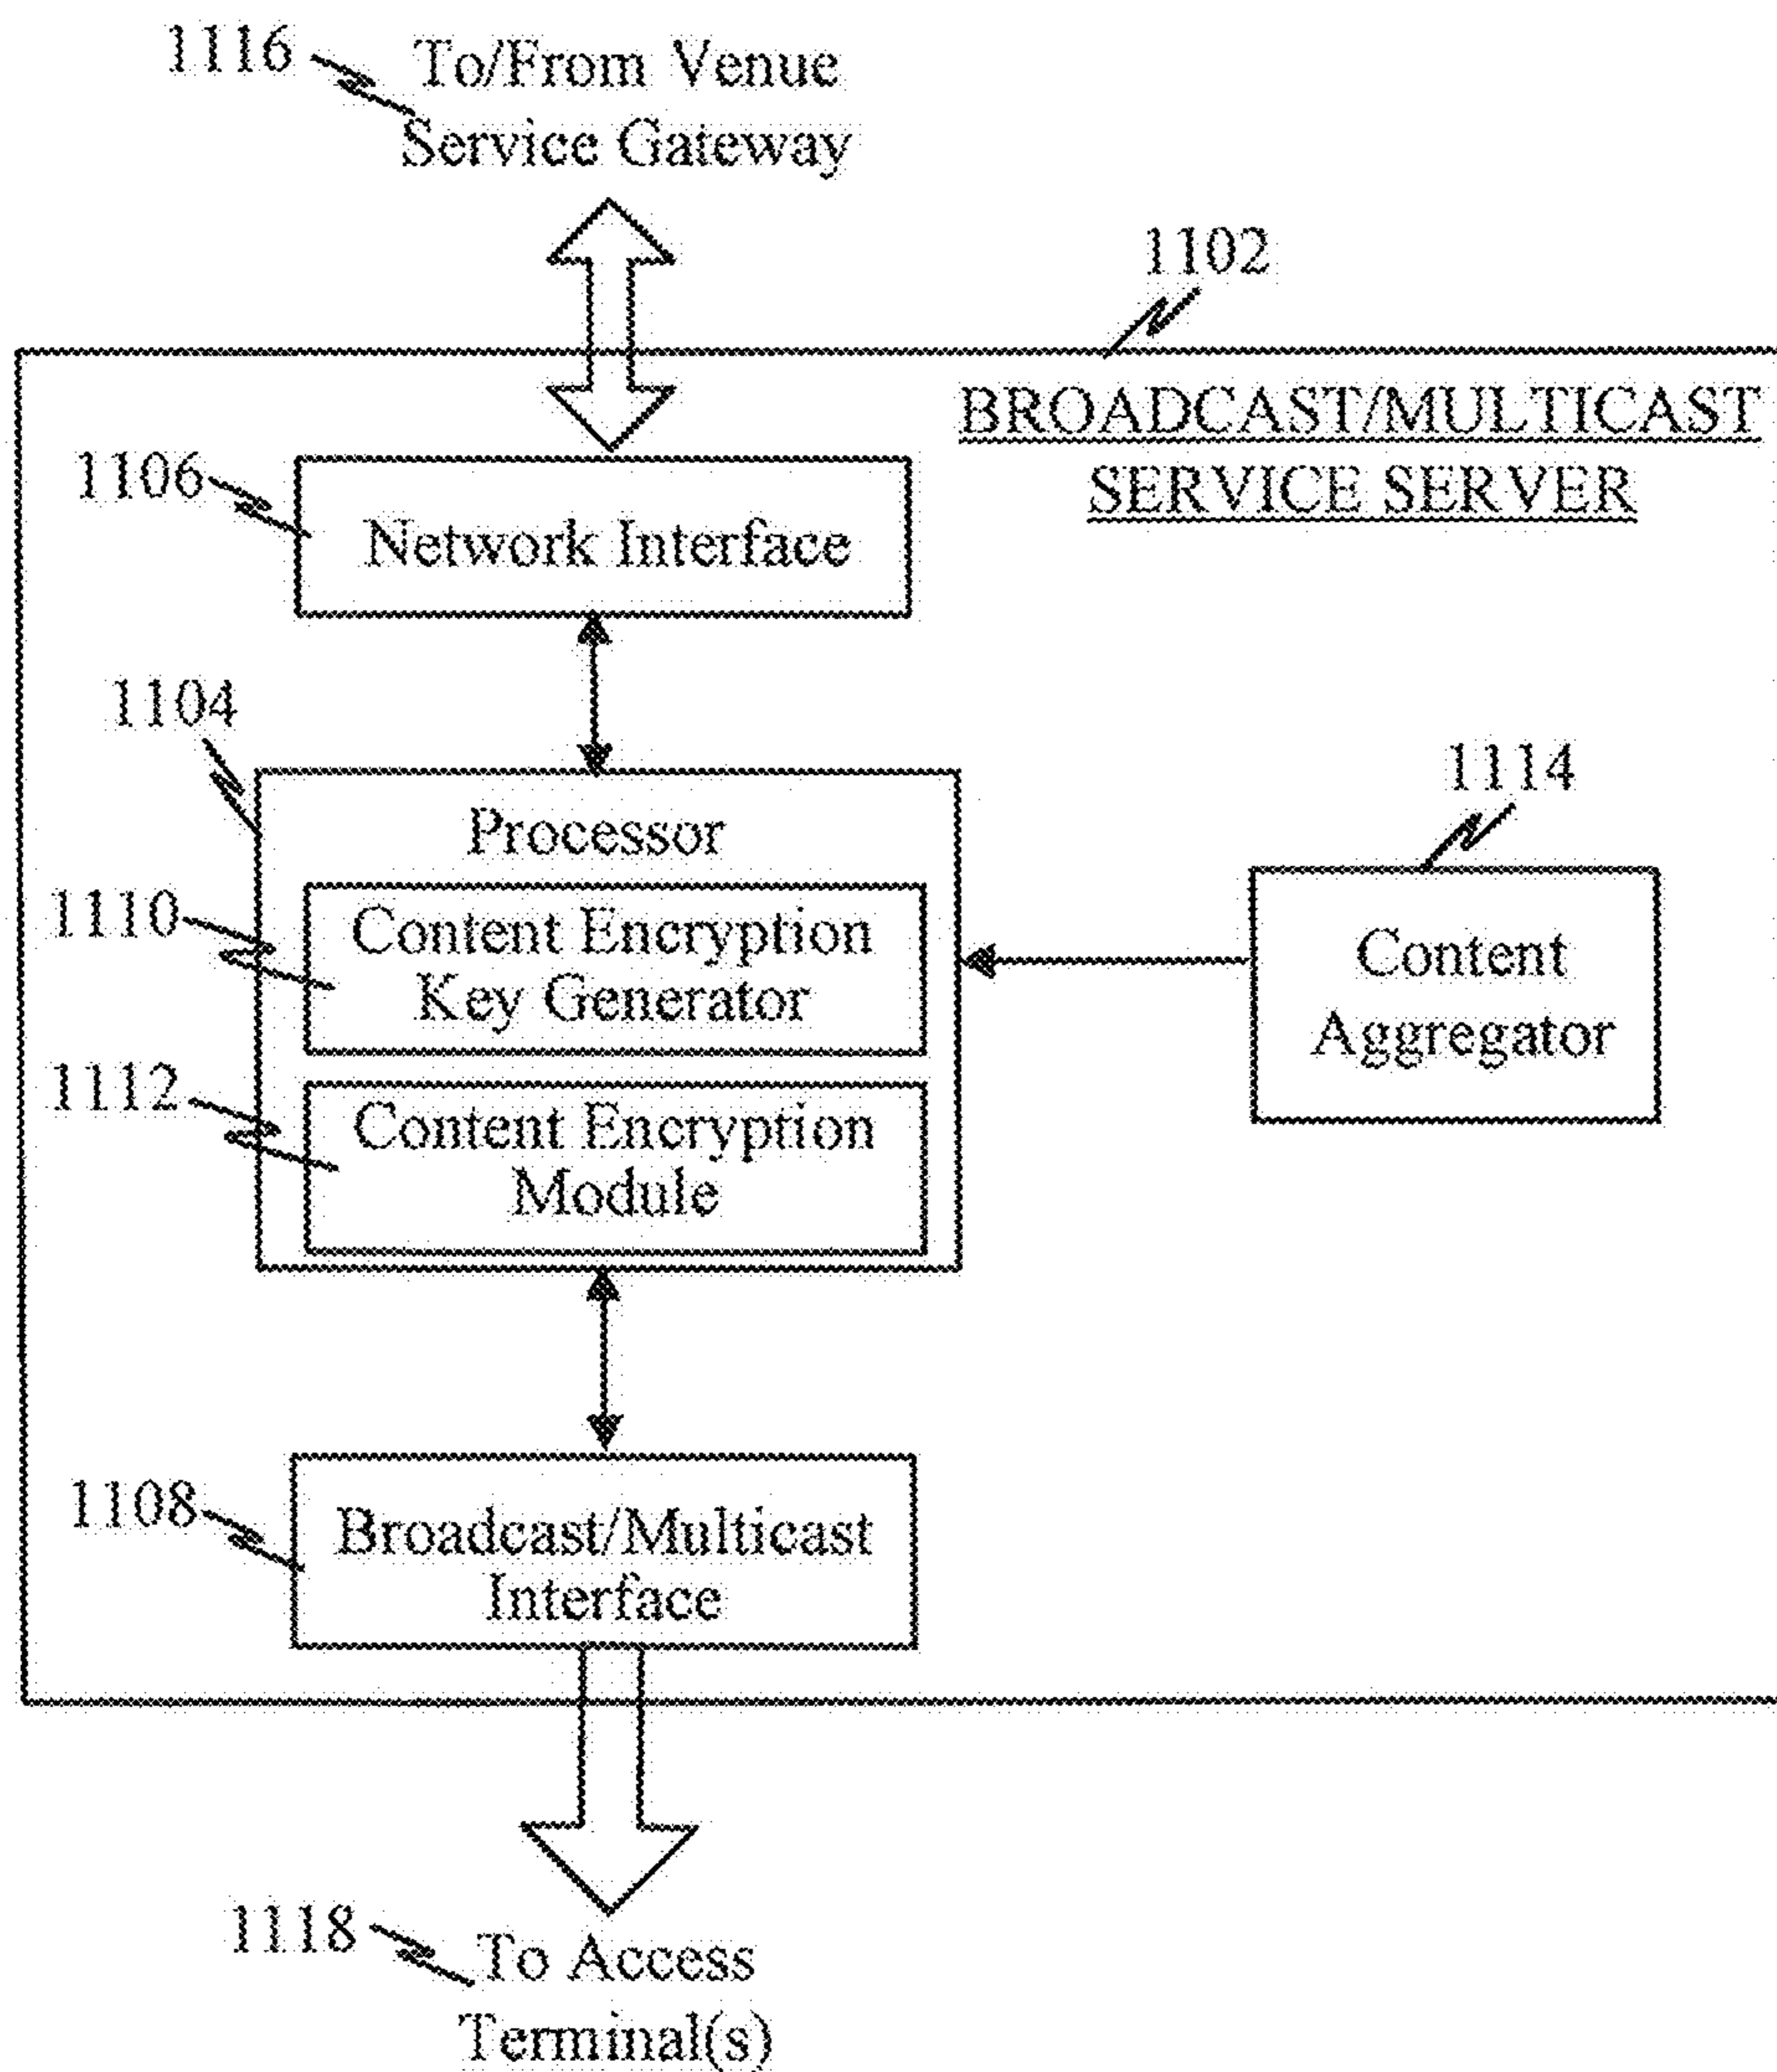 1116
To/From Venue
Service Gateway
1102
BROADCAST/MULTICAST
SERVICE SERVER
1106
Network Interface
1104
Processor
1114
1110
Content Encryption
Key Generator
Content
Aggregator
1112
Content Encryption
Module
1108
Broadcast/Multicast
Interface
1118
To Access
Terminal(s)